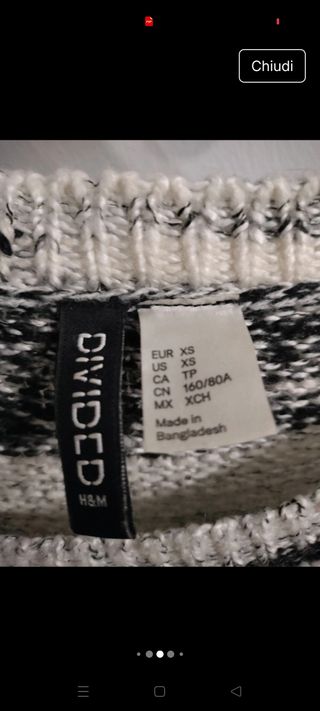 Chiudi
DIVIDED
H&M
EUR XS
US XS
CA TP
CN 160/80A
MX XCH
Made in
Bangladesh